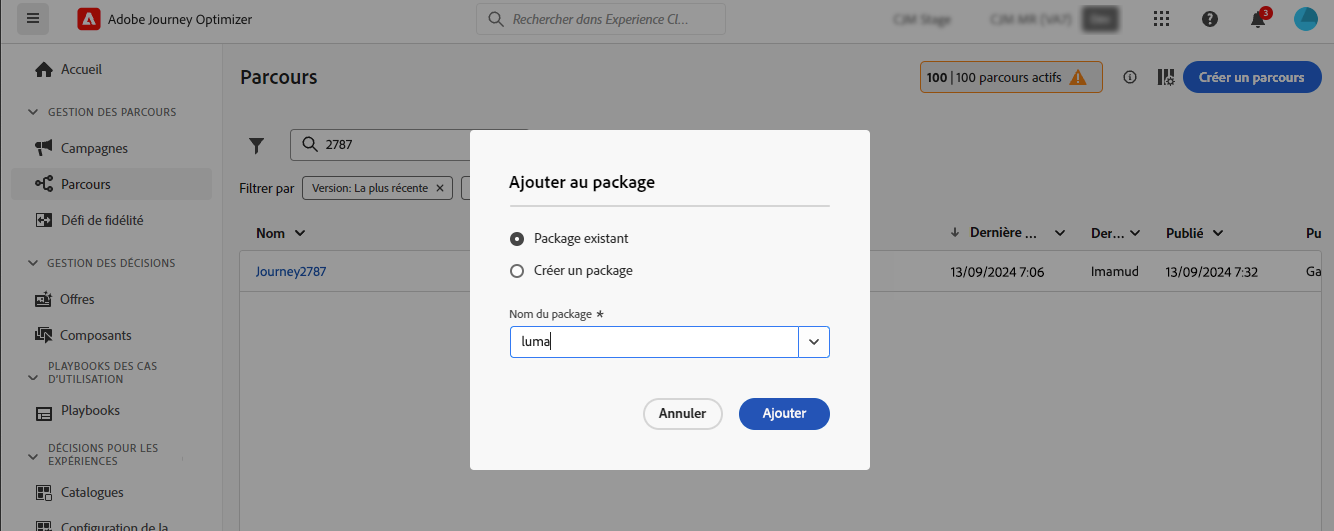 Adobe Journey Optimizer
Rechercher dans Experience Cl...
CJM Stage
CJM MR (VA7)
3
Accueil
GESTION DES PARCOURS
Campagnes
Parcours
Défi de fidélité
GESTION DES DÉCISIONS
Offres
Composants
PLAYBOOKS DES CAS
D'UTILISATION
Playbooks
DÉCISIONS POUR LES
EXPÉRIENCES
Catalogues
Configuration de la
Parcours
100 | 100 parcours actifs
Créer un parcours
2787
Filtrer par
Version: La plus récente
Nom
Dernière ...
Der...
Publié
Pu
Journey2787
13/09/2024 7:06
Imamud
13/09/2024 7:32
Ga
Ajouter au package
Package existant
Créer un package
Nom du package *
luma
Annuler
Ajouter